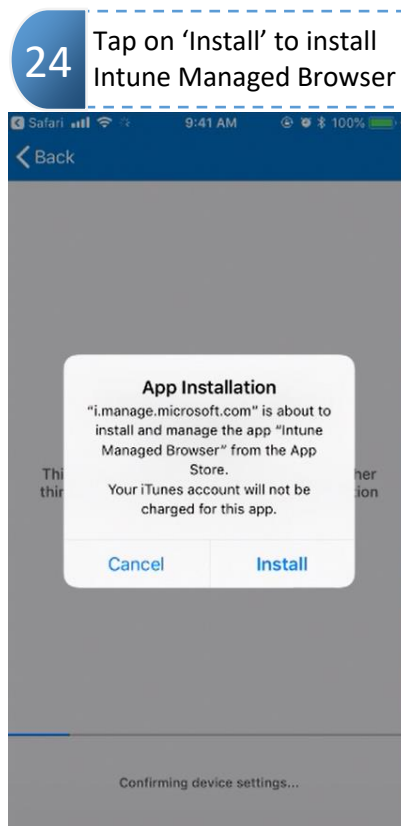 24
Tap on ‘Install’ to install
Intune Managed Browser
Safari
9:41 AM
100%
Back
App Installation
"i.manage.microsoft.com" is about to
install and manage the app "Intune
Managed Browser" from the App
Store.
Your iTunes account will not be
charged for this app.
Cancel
Install
Confirming device settings...